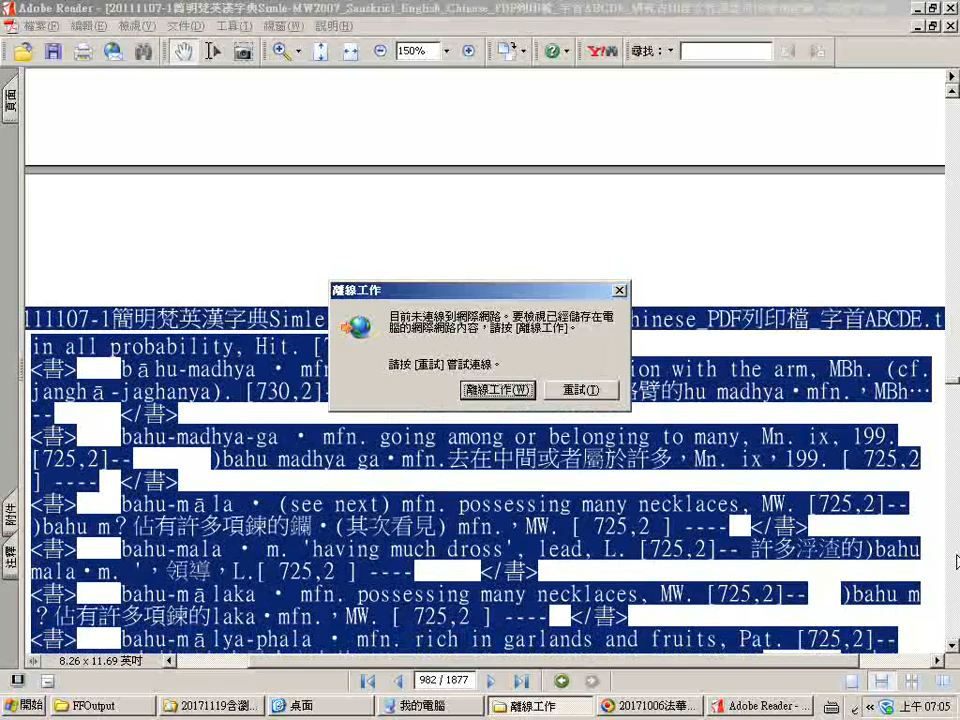 Adobe Reader - [20111107-1簡明梵英漢字典Simle-MW2007_Sanskrit_English_Chinese_PDF列印檔_字首ABCDE
檔案(F) 編輯(E) 檢視(V) 文件(D) 工具(T) 視窗(W) 說明(H)
150% 尋找:
頁面
111107-1簡明梵英漢字典Simle
離線工作
hinese_PDF列印檔_字首ABCDE.t
目前未連線到網際網路。要檢視已經儲存在電
腦的網際網路內容，請按 [離線工作]。
請按 [重試] 嘗試連線。
離線工作(W) 重試(T)
in all probability, Hit. [7
<書> bāhu-madhya • mfn
ion with the arm, MBh. (cf.
janghā-jaghanya). [730,2]-
臂的hu madhya • mfn.，MBh…
-- </書>
<書> bahu-madhya-ga • mfn. going among or belonging to many, Mn. ix, 199.
[725,2]-- )bahu madhya ga • mfn.去在中間或者屬於許多，Mn. ix，199. [ 725,2
] ---- </書>
<書> bahu-māla • (see next) mfn. possessing many necklaces, MW. [725,2]--
)bahu m？佔有許多項鍊的鑭 • (其次看見) mfn.，MW. [ 725,2 ] ---- </書>
<書> bahu-mala • m. 'having much dross', lead, L. [725,2]-- 許多浮渣的)bahu
mala • m. '，領導，L.[ 725,2 ] ---- </書>
<書> bahu-mālaka • mfn. possessing many necklaces, MW. [725,2]-- )bahu m
？佔有許多項鍊的laka • mfn.，MW. [ 725,2 ] ---- </書>
<書> bahu-mālya-phala • mfn. rich in garlands and fruits, Pat. [725,2]--
附件
注釋
8.26 x 11.69 英吋
982 / 1877
開始 FFOutput 20171119含瀏... 桌面 我的電腦 離線工作 20171006法華... Adobe Reader - ... 上午 07:05